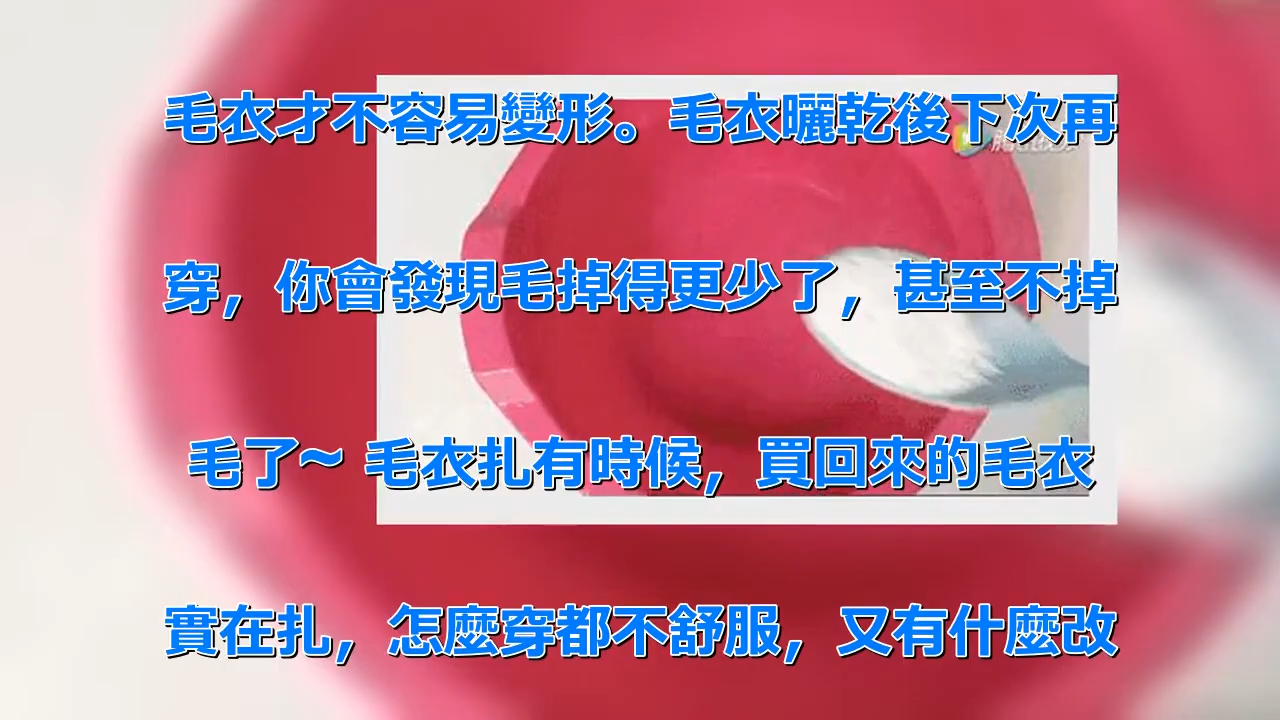 毛衣才不容易變形。毛衣曬乾後下次再
穿，你會發現毛掉得更少了，甚至不掉
毛了~ 毛衣扎有時候，買回來的毛衣
實在扎，怎麼穿都不舒服，又有什麼改